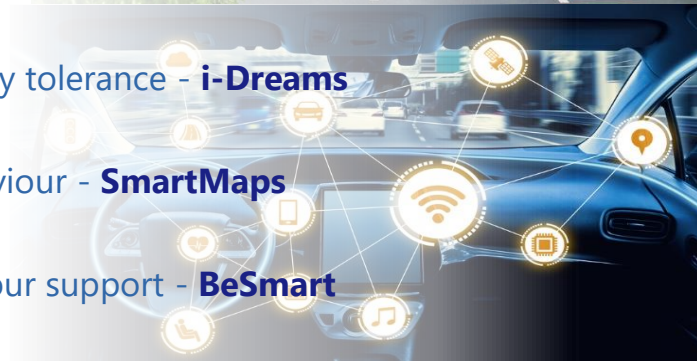 y tolerance - i-Dreams
viour - SmartMaps
our support - BeSmart